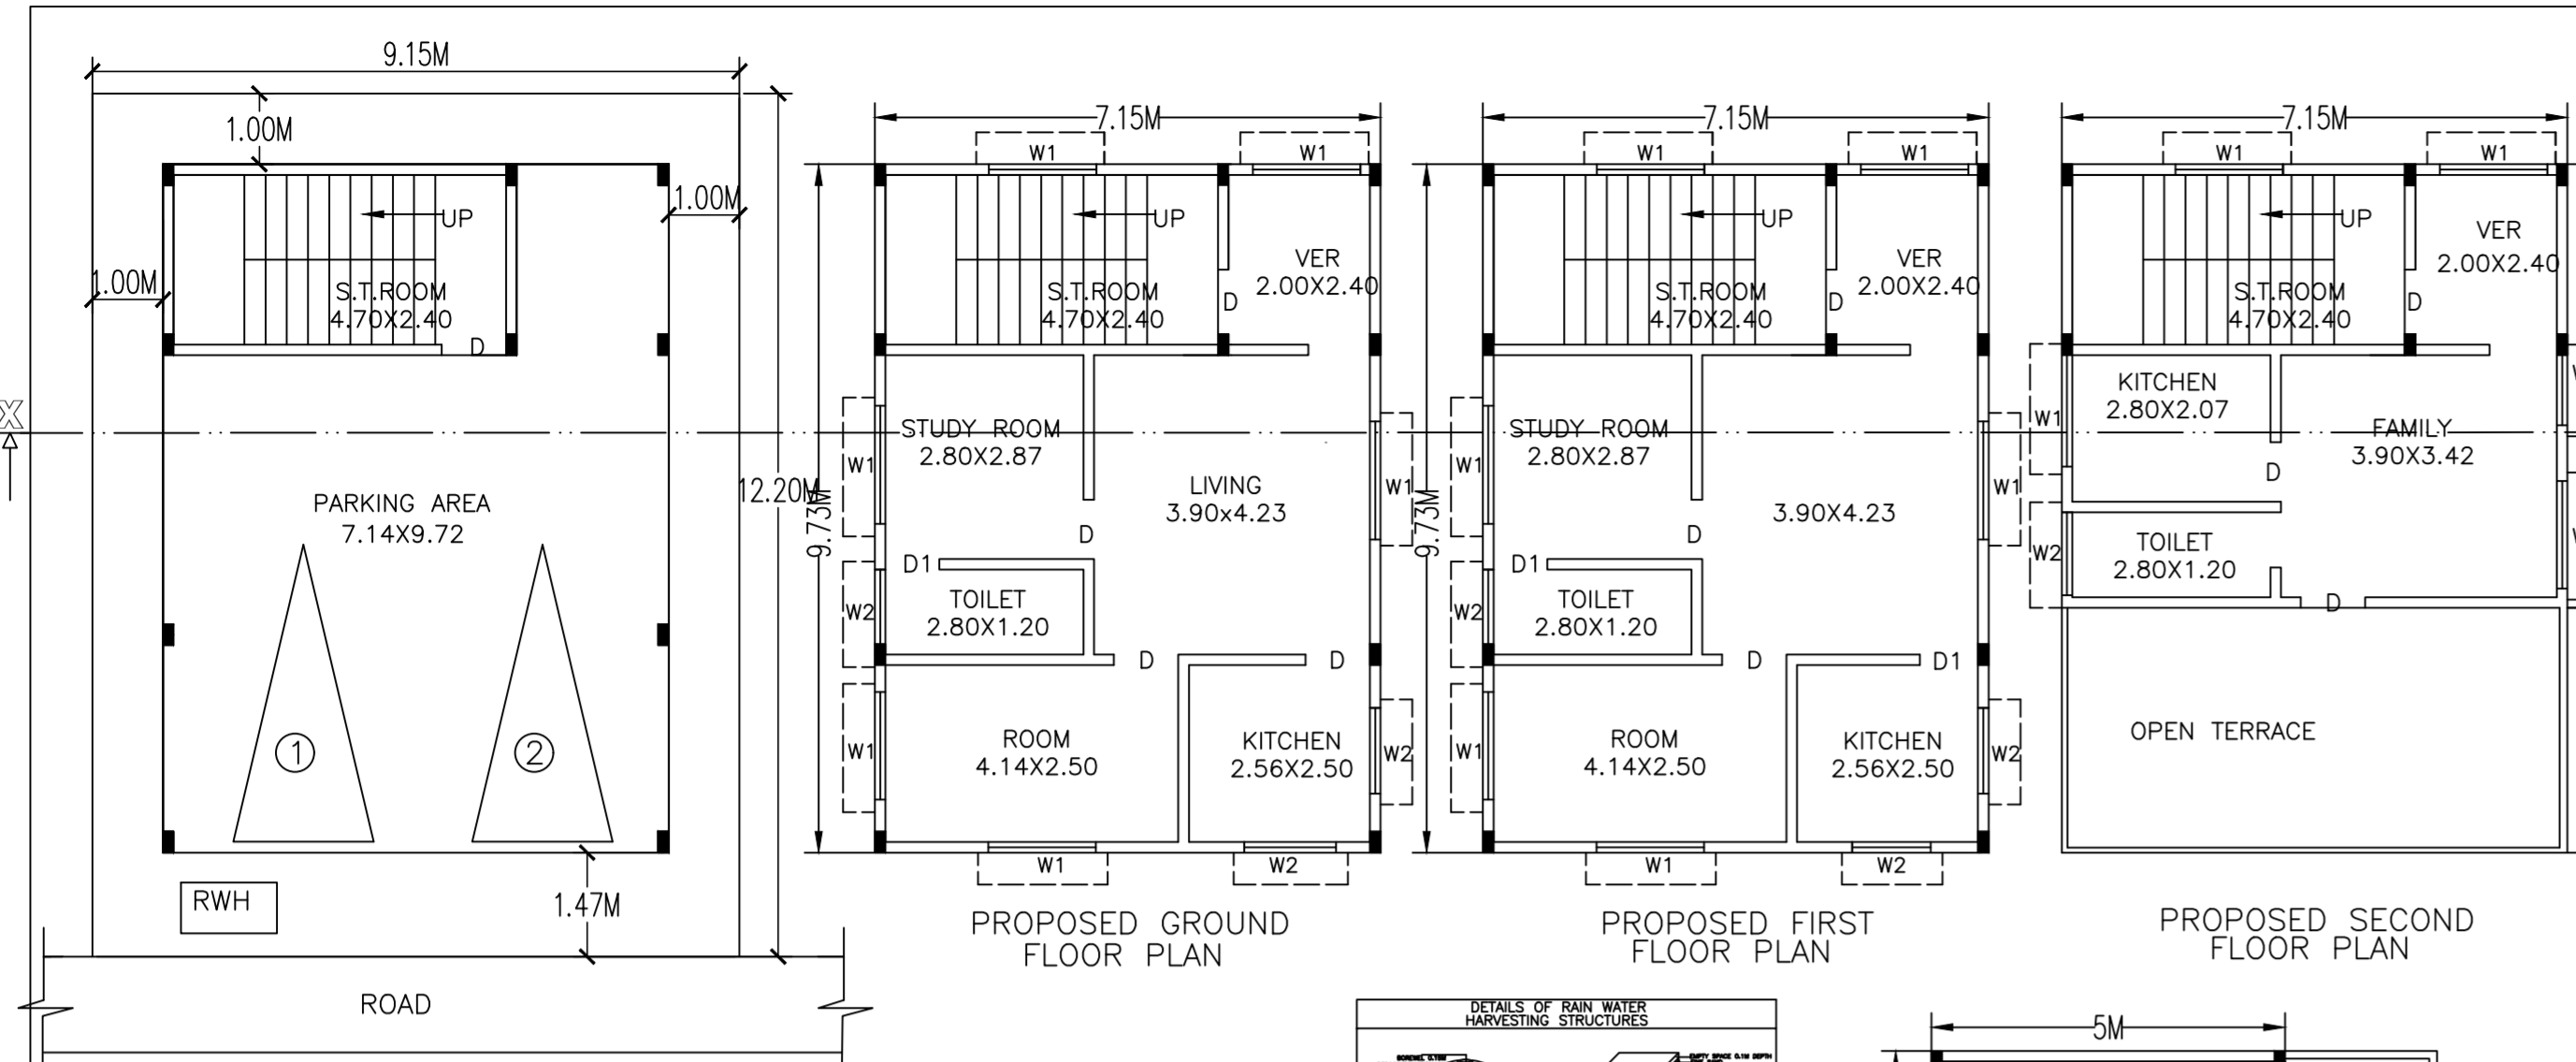 9.15M
1.00M
1.00M
1.00M
UP
S.T.ROOM
4.70X2.40
D
X
PARKING AREA
7.14X9.72
12.20M
1
2
RWH
1.47M
ROAD
7.15M
W1
W1
UP
VER
2.00X2.40
S.T.ROOM
4.70X2.40
D
STUDY ROOM
2.80X2.87
W1
LIVING
3.90x4.23
W1
9.73M
D
D1
TOILET
2.80X1.20
W2
D
D
ROOM
4.14X2.50
W1
KITCHEN
2.56X2.50
W2
W1
W2
PROPOSED GROUND
FLOOR PLAN
7.15M
W1
W1
UP
VER
2.00X2.40
S.T.ROOM
4.70X2.40
D
STUDY ROOM
2.80X2.87
W1
3.90X4.23
W1
9.73M
D
D1
TOILET
2.80X1.20
W2
D
D1
ROOM
4.14X2.50
W1
KITCHEN
2.56X2.50
W2
W1
W2
PROPOSED FIRST
FLOOR PLAN
7.15M
W1
W1
UP
VER
2.00X2.40
S.T.ROOM
4.70X2.40
D
KITCHEN
2.80X2.07
W1
FAMILY
3.90X3.42
D
TOILET
2.80X1.20
W2
D
OPEN TERRACE
PROPOSED SECOND
FLOOR PLAN
DETAILS OF RAIN WATER
HARVESTING STRUCTURES
EMPTY SPACE 0.1M DEPTH
5M